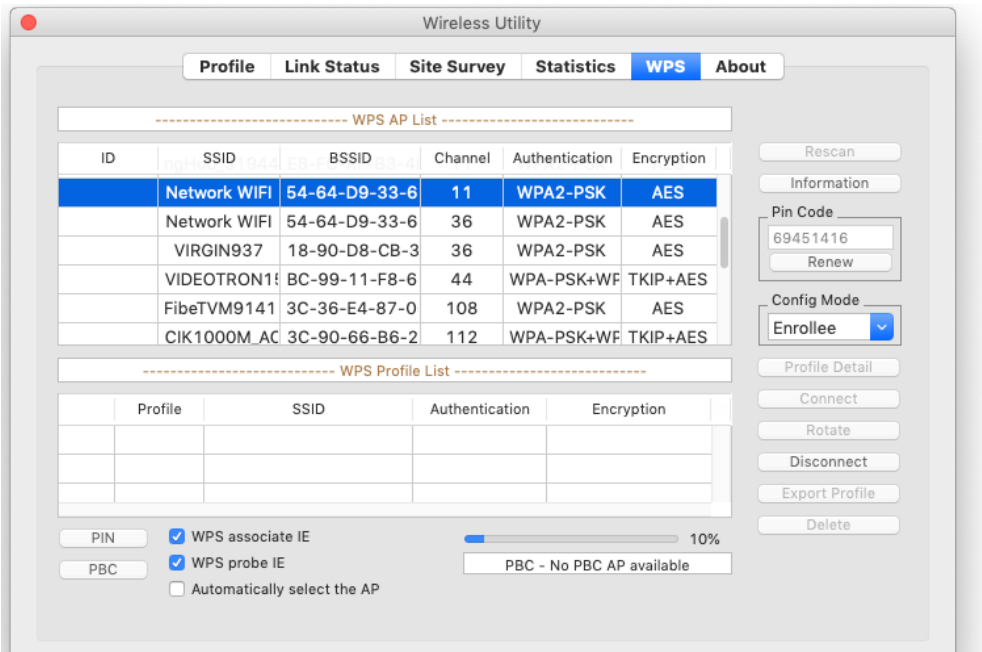 Wireless Utility
Profile Link Status Site Survey Statistics WPS About
---------------------------- WPS AP List ----------------------------
ID SSID BSSID Channel Authentication Encryption
Network WIFI 54-64-D9-33-6 11 WPA2-PSK AES
Network WIFI 54-64-D9-33-6 36 WPA2-PSK AES
VIRGIN937 18-90-D8-CB-3 36 WPA2-PSK AES
VIDEOTRON15 BC-99-11-F8-6 44 WPA-PSK+WP TKIP+AES
FibeTVM9141 3C-36-E4-87-0 108 WPA2-PSK AES
CIK1000M_AC 3C-90-66-B6-2 112 WPA-PSK+WP TKIP+AES
---------------------------- WPS Profile List ----------------------------
Profile SSID Authentication Encryption
PIN
PBC
WPS associate IE
WPS probe IE
Automatically select the AP
10%
PBC - No PBC AP available
Rescan
Information
Pin Code
69451416
Renew
Config Mode
Enrollee
Profile Detail
Connect
Rotate
Disconnect
Export Profile
Delete